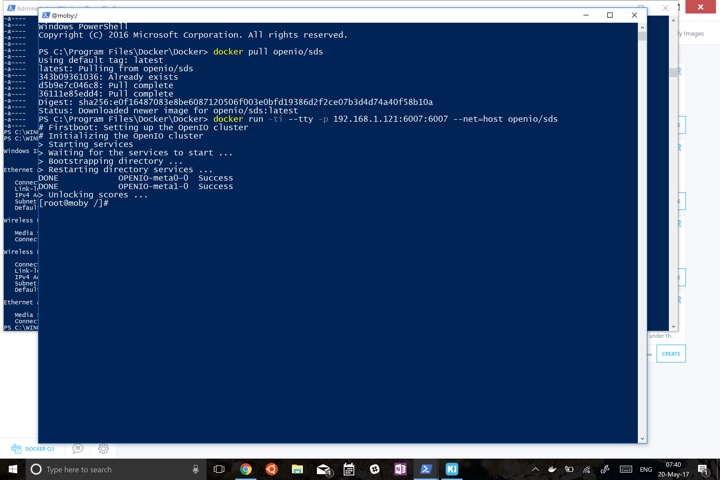 @moby:/
Windows PowerShell
Copyright (C) 2016 Microsoft Corporation. All rights reserved.
PS C:\Program Files\Docker\Docker> docker pull openio/sds
Using default tag: latest
latest: Pulling from openio/sds
343b09361036: Already exists
d5b9e7c046c8: Pull complete
36111e85edd4: Pull complete
Digest: sha256:e0f16487083e8be6087120506f003e0bfd19386d2f2ce07b3d4d74a40f58b10a
Status: Downloaded newer image for openio/sds:latest
PS C:\Program Files\Docker\Docker> docker run -ti --tty -p 192.168.1.121:6007:6007 --net=host openio/sds
# Firstboot: Setting up the OpenIO cluster
# Initializing the OpenIO cluster
> Starting services
> Waiting for the services to start ...
> Bootstrapping directory ...
> Restarting directory services ...
DONE OPENIO-meta0-0 Success
DONE OPENIO-meta1-0 Success
> Unlocking scores ...
[root@moby /]#
y Images
under th...
CREATE
DOCKER CLI
Type here to search
ENG
07:40
20-May-17